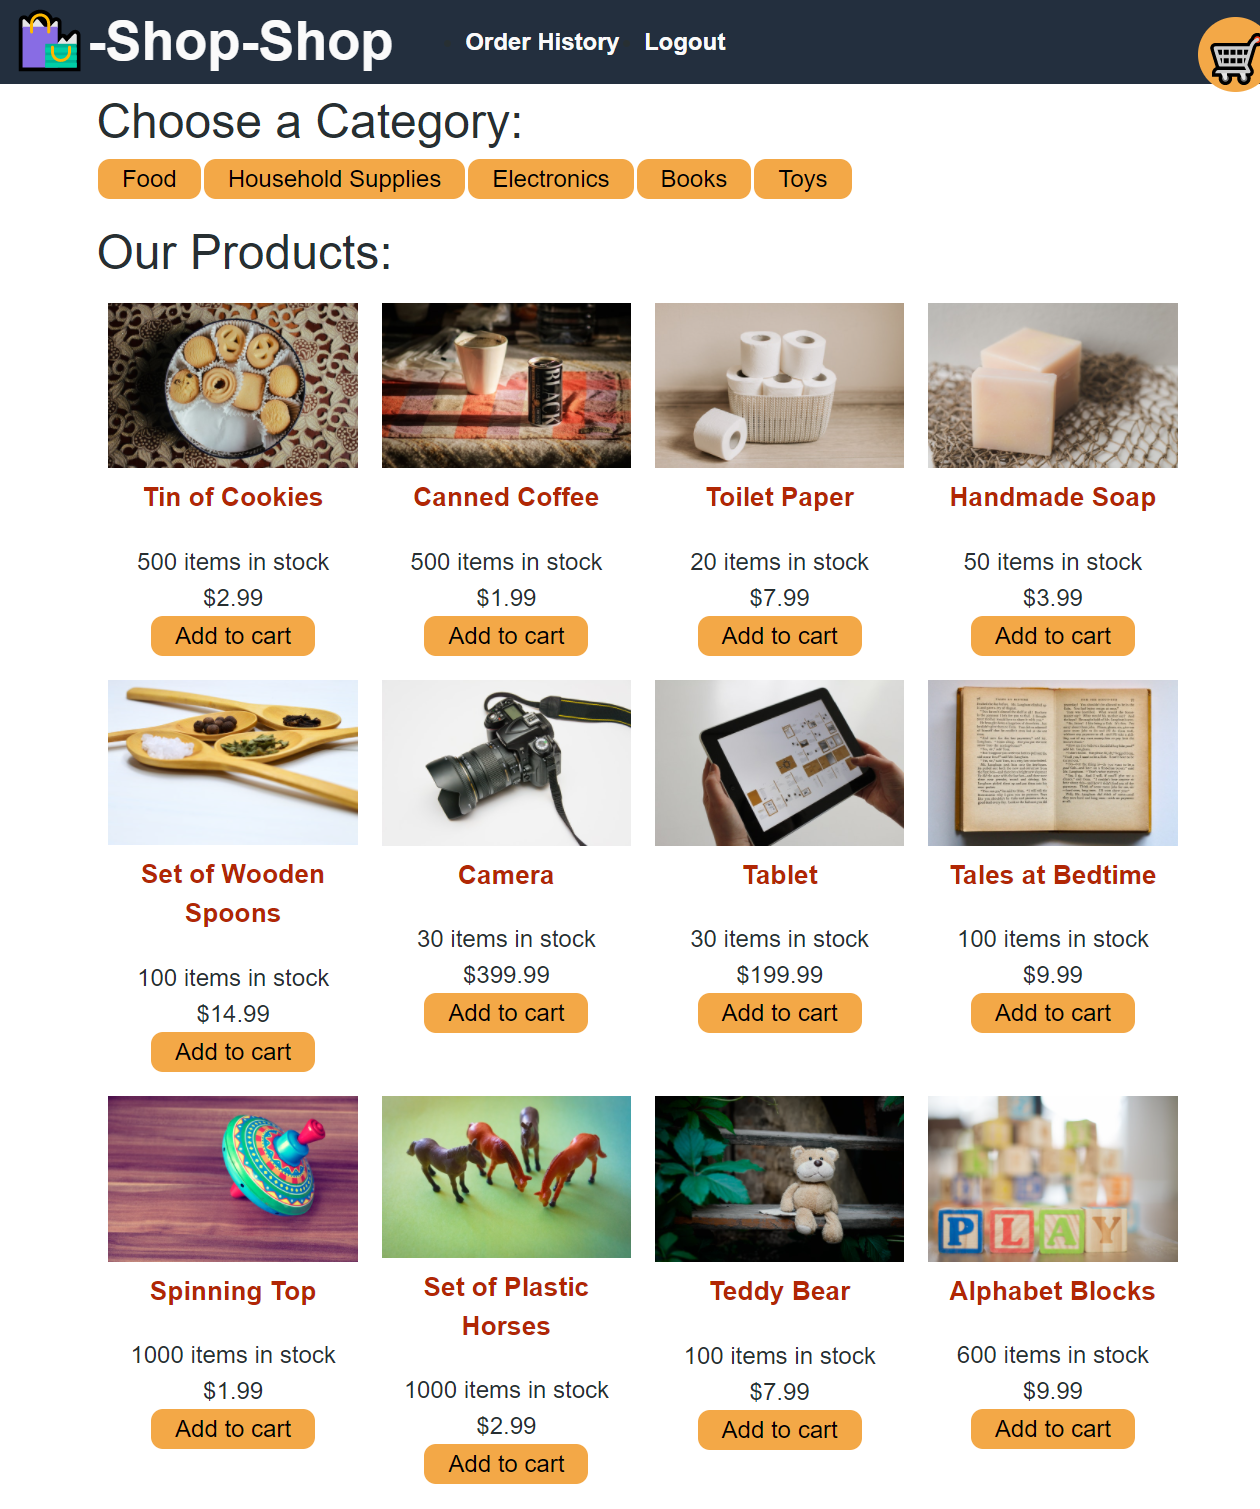 -Shop-Shop
Order History
Logout
Choose a Category:
Food
Household Supplies
Electronics
Books
Toys
Our Products:
BLACK
Tin of Cookies
Canned Coffee
Toilet Paper
Handmade Soap
500 items in stock
500 items in stock
20 items in stock
50 items in stock
$2.99
$1.99
$7.99
$3.99
Add to cart
Add to cart
Add to cart
Add to cart
Set of Wooden
Spoons
Camera
Tablet
Tales at Bedtime
100 items in stock
30 items in stock
30 items in stock
100 items in stock
$14.99
$399.99
$199.99
$9.99
Add to cart
Add to cart
Add to cart
Add to cart
PLAY
Spinning Top
Set of Plastic
Horses
Teddy Bear
Alphabet Blocks
1000 items in stock
1000 items in stock
100 items in stock
600 items in stock
$1.99
$2.99
$7.99
$9.99
Add to cart
Add to cart
Add to cart
Add to cart